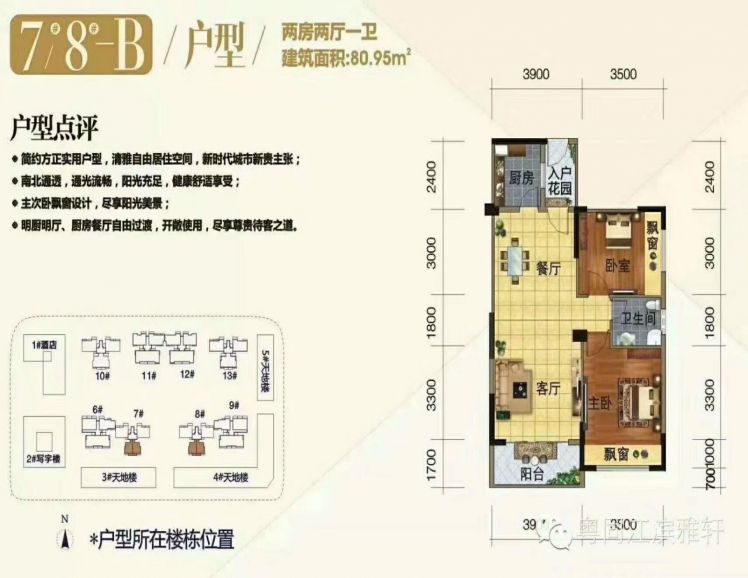 7#/8#-B
户型
两房两厅一卫
建筑面积:80.95m²
户型点评
● 简约方正实用户型，清雅自由居住空间，新时代城市新贵主张；
● 南北通透，通光流畅，阳光充足，健康舒适享受；
● 主次卧飘窗设计，尽享阳光美景；
● 明厨明厅、厨房餐厅自由过渡，开敞使用，尽享尊贵待客之道。
1#酒店
10#
11#
12#
13#
5#天地楼
6#
7#
8#
9#
2#写字楼
3#天地楼
4#天地楼
N
*户型所在楼栋位置
3900
3500
2400
3000
1800
3300
1700
2400
3000
1800
3300
1000
700
厨房
入户
花园
餐厅
卧室
飘窗
卫生间
客厅
主卧
飘窗
阳台
3500
粤同江滨雅轩